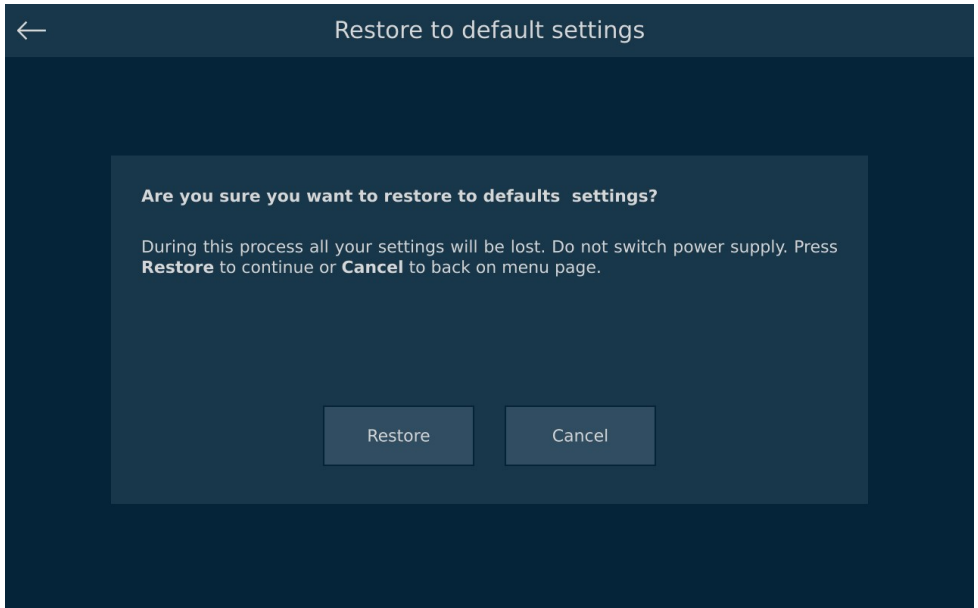 Restore to default settings
Are you sure you want to restore to defaults  settings?
During this process all your settings will be lost. Do not switch power supply. Press
Restore to continue or Cancel to back on menu page.
Restore
Cancel